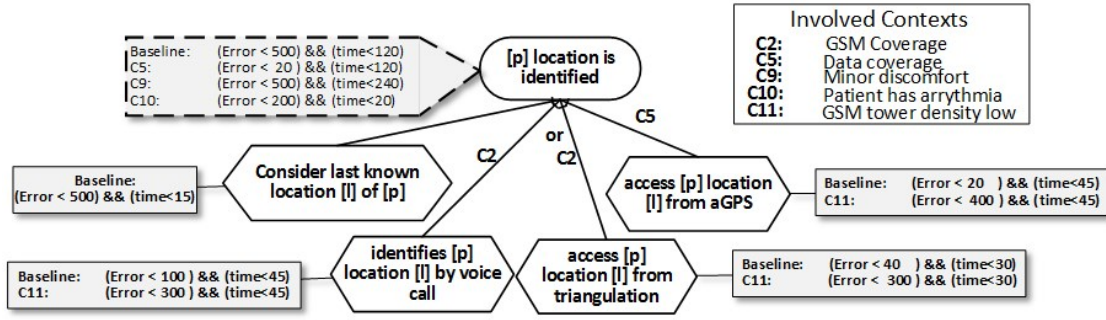 Baseline: (Error < 500) && (time<120)
C5: (Error < 20 ) && (time<120)
C9: (Error < 500) && (time<240)
C10: (Error < 200) && (time<20)
[p] location is
identified
Involved Contexts
C2: GSM Coverage
C5: Data coverage
C9: Minor discomfort
C10: Patient has arrythmia
C11: GSM tower density low
C5
or
C2
C2
Consider last known
location [l] of [p]
Baseline:
(Error < 500) && (time<15)
access [p] location
[l] from aGPS
Baseline: (Error < 20 ) && (time<45)
C11: (Error < 400 ) && (time<45)
identifies [p]
location [l] by voice
call
Baseline: (Error < 100 ) && (time<45)
C11: (Error < 300 ) && (time<45)
access [p]
location [l] from
triangulation
Baseline: (Error < 40 ) && (time<30)
C11: (Error < 300 ) && (time<30)